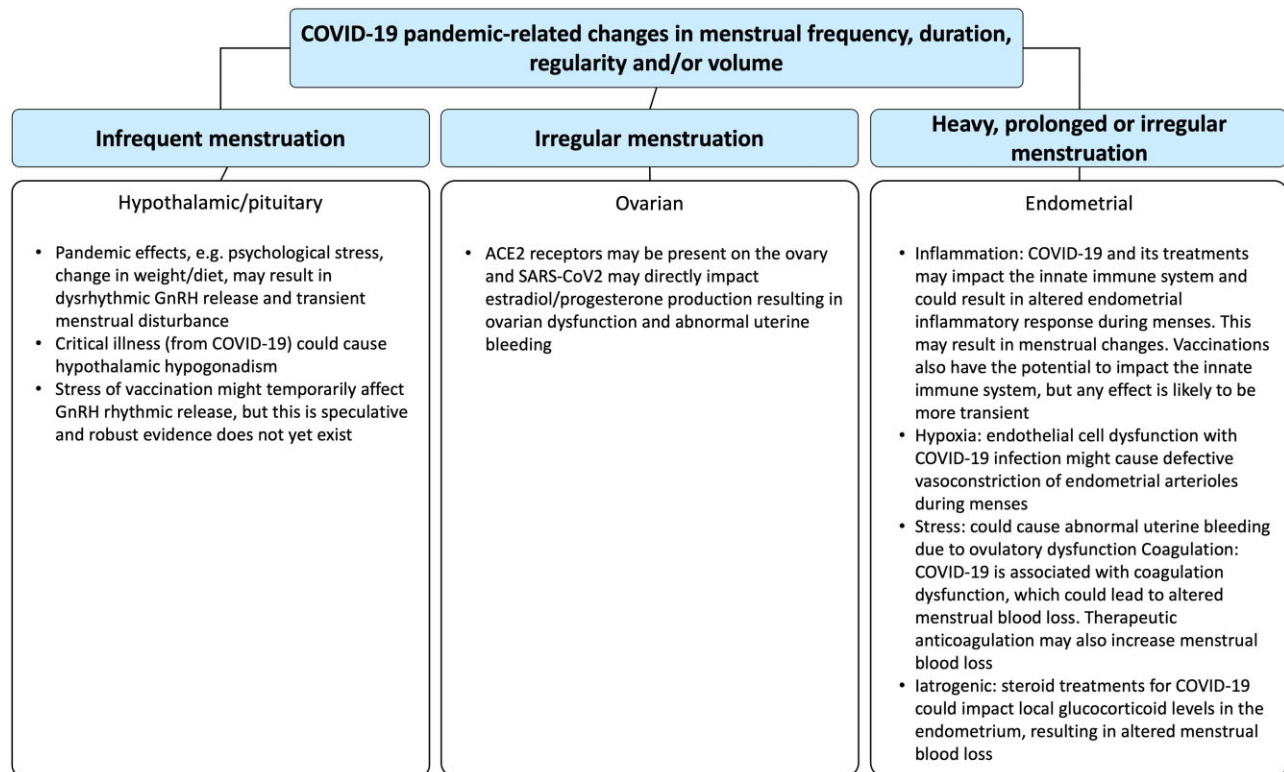 COVID-19 pandemic-related changes in menstrual frequency, duration,
regularity and/or volume
Infrequent menstruation
Hypothalamic/pituitary
• Pandemic effects, e.g. psychological stress,
change in weight/diet, may result in
dysrhythmic GnRH release and transient
menstrual disturbance
• Critical illness (from COVID-19) could cause
hypothalamic hypogonadism
• Stress of vaccination might temporarily affect
GnRH rhythmic release, but this is speculative
and robust evidence does not yet exist
Irregular menstruation
Ovarian
• ACE2 receptors may be present on the ovary
and SARS-CoV2 may directly impact
estradiol/progesterone production resulting in
ovarian dysfunction and abnormal uterine
bleeding
Heavy, prolonged or irregular
menstruation
Endometrial
• Inflammation: COVID-19 and its treatments
may impact the innate immune system and
could result in altered endometrial
inflammatory response during menses. This
may result in menstrual changes. Vaccinations
also have the potential to impact the innate
immune system, but any effect is likely to be
more transient
• Hypoxia: endothelial cell dysfunction with
COVID-19 infection might cause defective
vasoconstriction of endometrial arterioles
during menses
• Stress: could cause abnormal uterine bleeding
due to ovulatory dysfunction Coagulation:
COVID-19 is associated with coagulation
dysfunction, which could lead to altered
menstrual blood loss. Therapeutic
anticoagulation may also increase menstrual
blood loss
• Iatrogenic: steroid treatments for COVID-19
could impact local glucocorticoid levels in the
endometrium, resulting in altered menstrual
blood loss